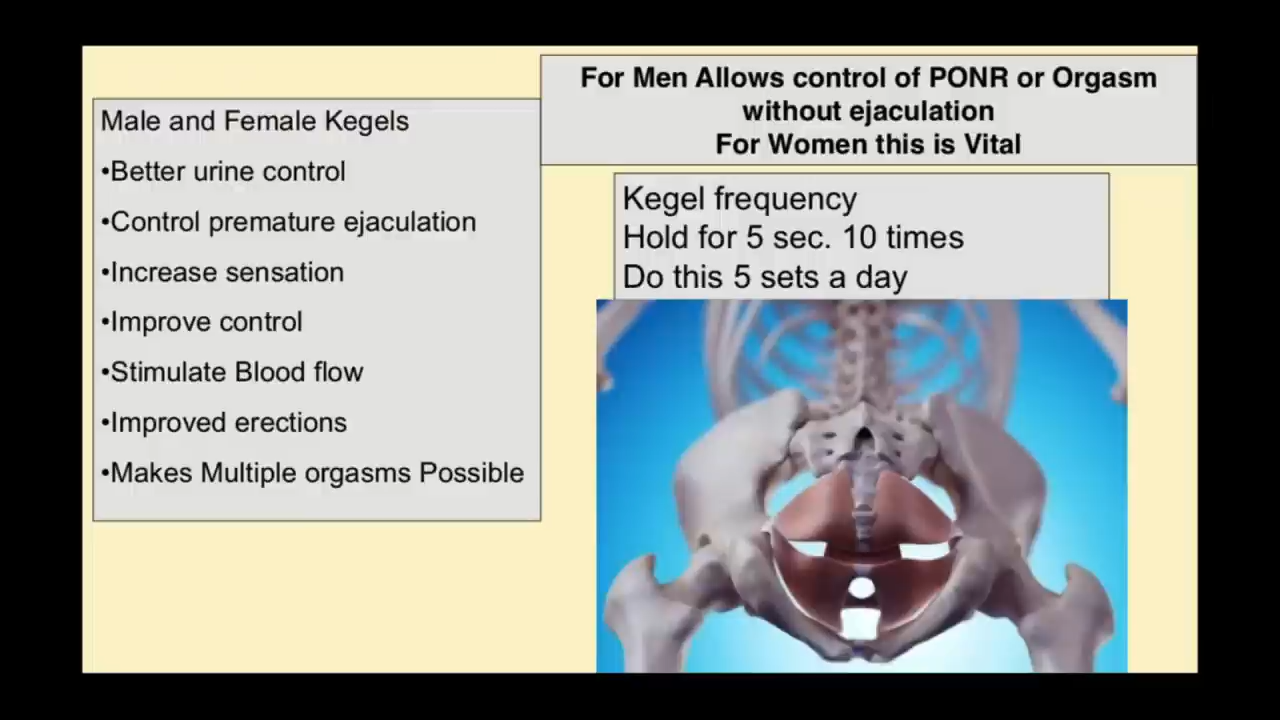 For Men Allows control of PONR or Orgasm
without ejaculation
For Women this is Vital
Male and Female Kegels
•Better urine control
•Control premature ejaculation
•Increase sensation
•Improve control
•Stimulate Blood flow
•Improved erections
•Makes Multiple orgasms Possible
Kegel frequency
Hold for 5 sec. 10 times
Do this 5 sets a day